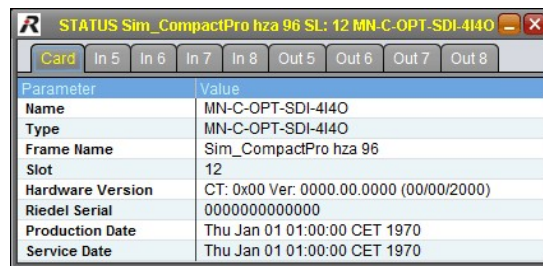 R STATUS Sim_CompactPro hza 96 SL: 12 MN-C-OPT-SDI-4I4O
Card In 5 In 6 In 7 In 8 Out 5 Out 6 Out 7 Out 8
Parameter Value
Name MN-C-OPT-SDI-4I4O
Type MN-C-OPT-SDI-4I4O
Frame Name Sim_CompactPro hza 96
Slot 12
Hardware Version CT: 0x00 Ver: 0000.00.0000 (00/00/2000)
Riedel Serial 0000000000000
Production Date Thu Jan 01 01:00:00 CET 1970
Service Date Thu Jan 01 01:00:00 CET 1970